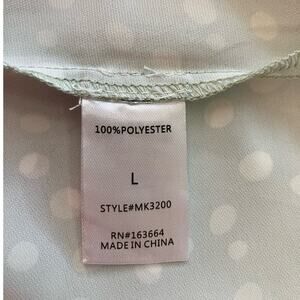 100%POLYESTER
L
STYLE#MK3200
RN#163664
MADE IN CHINA